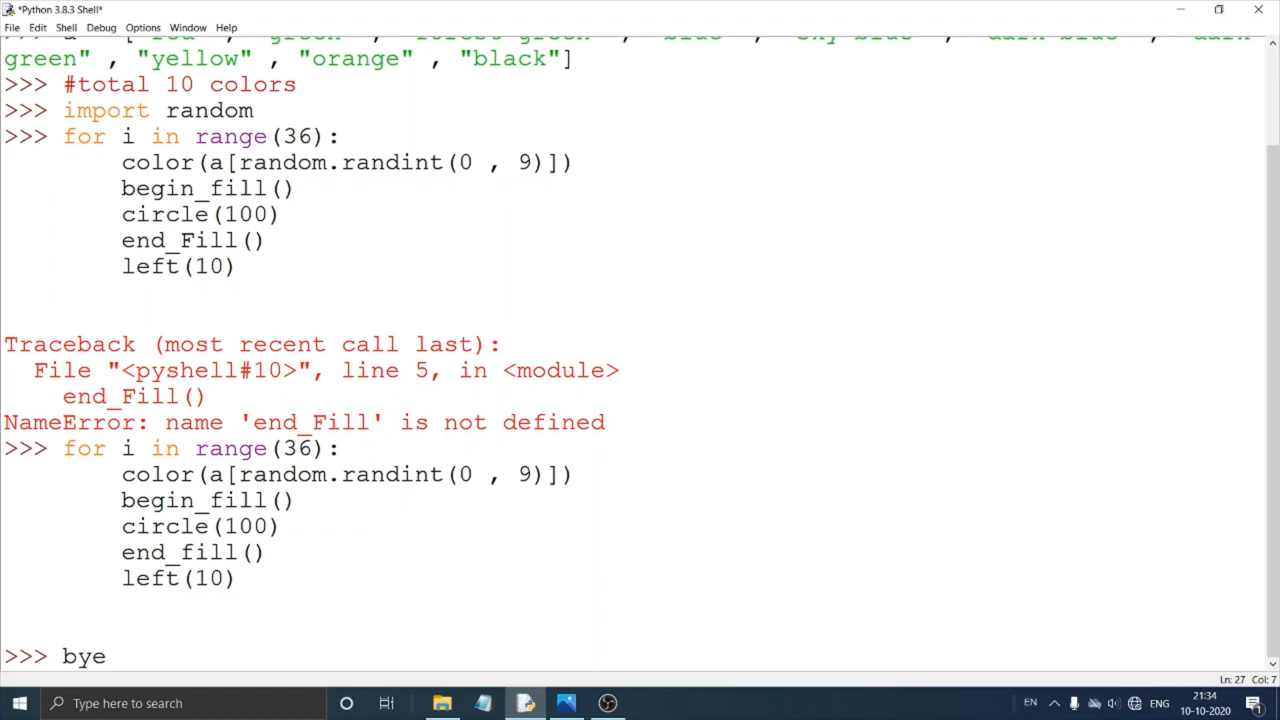 *Python 3.8.3 Shell*
File Edit Shell Debug Options Window Help
green" , "yellow" , "orange" , "black"]
>>> #total 10 colors
>>> import random
>>> for i in range(36):
color(a[random.randint(0 , 9)])
begin_fill()
circle(100)
end_Fill()
left(10)
Traceback (most recent call last):
File "<pyshell#10>", line 5, in <module>
end_Fill()
NameError: name 'end_Fill' is not defined
>>> for i in range(36):
color(a[random.randint(0 , 9)])
begin_fill()
circle(100)
end_fill()
left(10)
>>> bye
Ln: 27 Col: 7
Type here to search
EN
ENG
21:34
10-10-2020
1